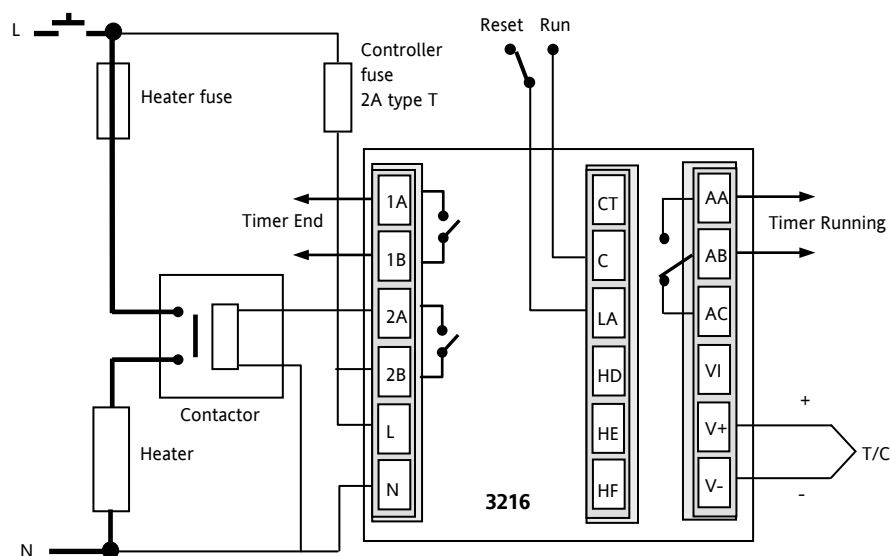 L
Heater fuse
Controller
fuse
2A type T
Reset Run
Timer End
1A
1B
2A
2B
L
N
CT
C
LA
HD
HE
HF
AA
AB
AC
VI
V+
V-
Timer Running
+
T/C
-
Contactor
Heater
3216
N